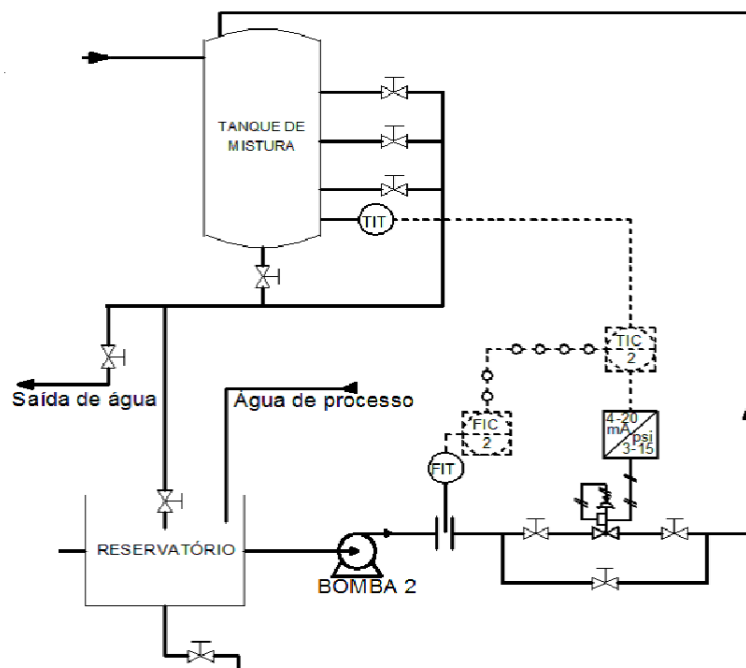 TANQUE DE
MISTURA
TIT
TIC
2
Saída de água
Água de processo
FIC
2
4-20
mA
psi
3-15
FIT
RESERVATÓRIO
BOMBA 2